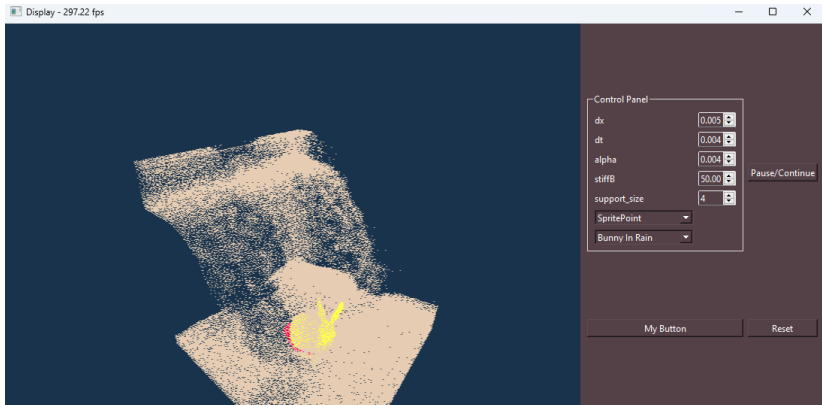 Display - 297.22 fps
Control Panel
dx 0.005
dt 0.004
alpha 0.004
stiffB 50.00
support_size 4
SpritePoint
Bunny In Rain
Pause/Continue
My Button
Reset